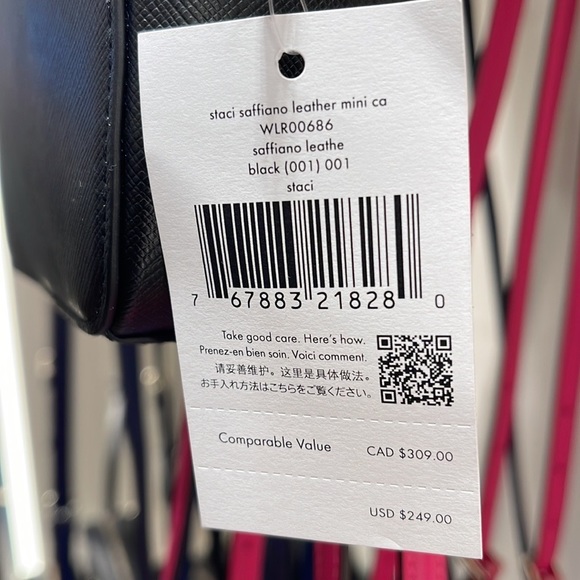 staci saffiano leather mini ca
WLR00686
saffiano leathe
black (001) 001
staci
7 67883 21828 0
Take good care. Here's how.
Prenez-en bien soin. Voici comment.
请妥善维护。这里是具体做法。
お手入れ方法はこちらをご覧ください。
Comparable Value CAD $309.00
USD $249.00